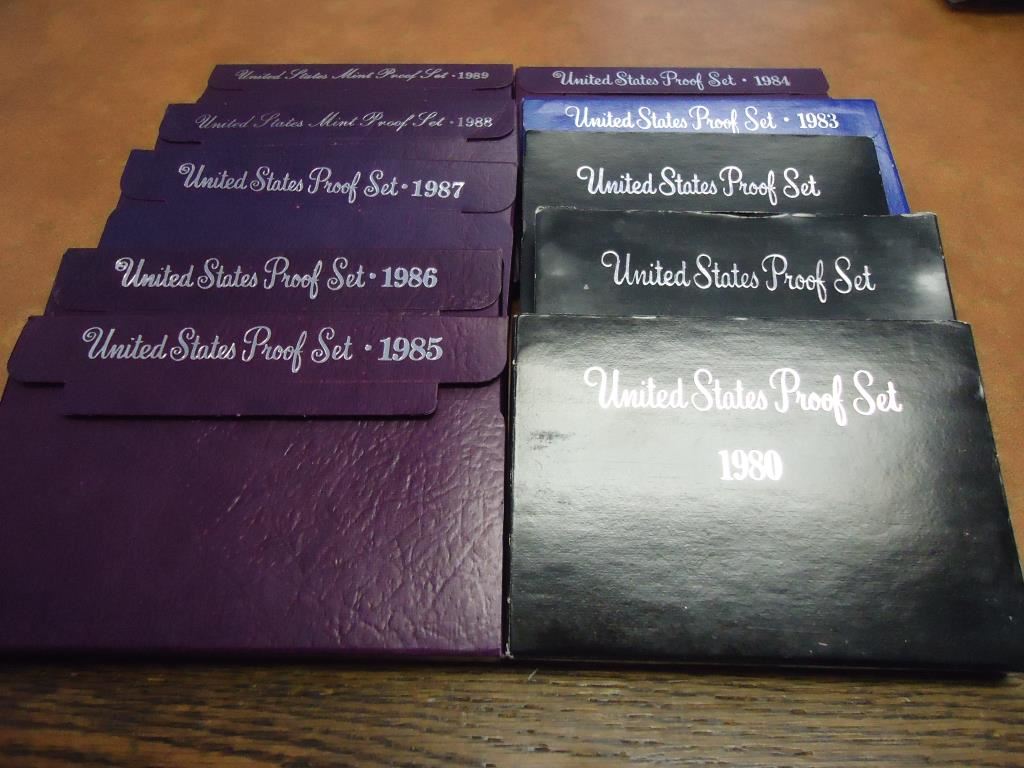 United States Mint Proof Set · 1989
United States Mint Proof Set · 1988
United States Proof Set · 1987
United States Proof Set · 1986
United States Proof Set · 1985
United States Proof Set · 1984
United States Proof Set · 1983
United States Proof Set
United States Proof Set
United States Proof Set
1980